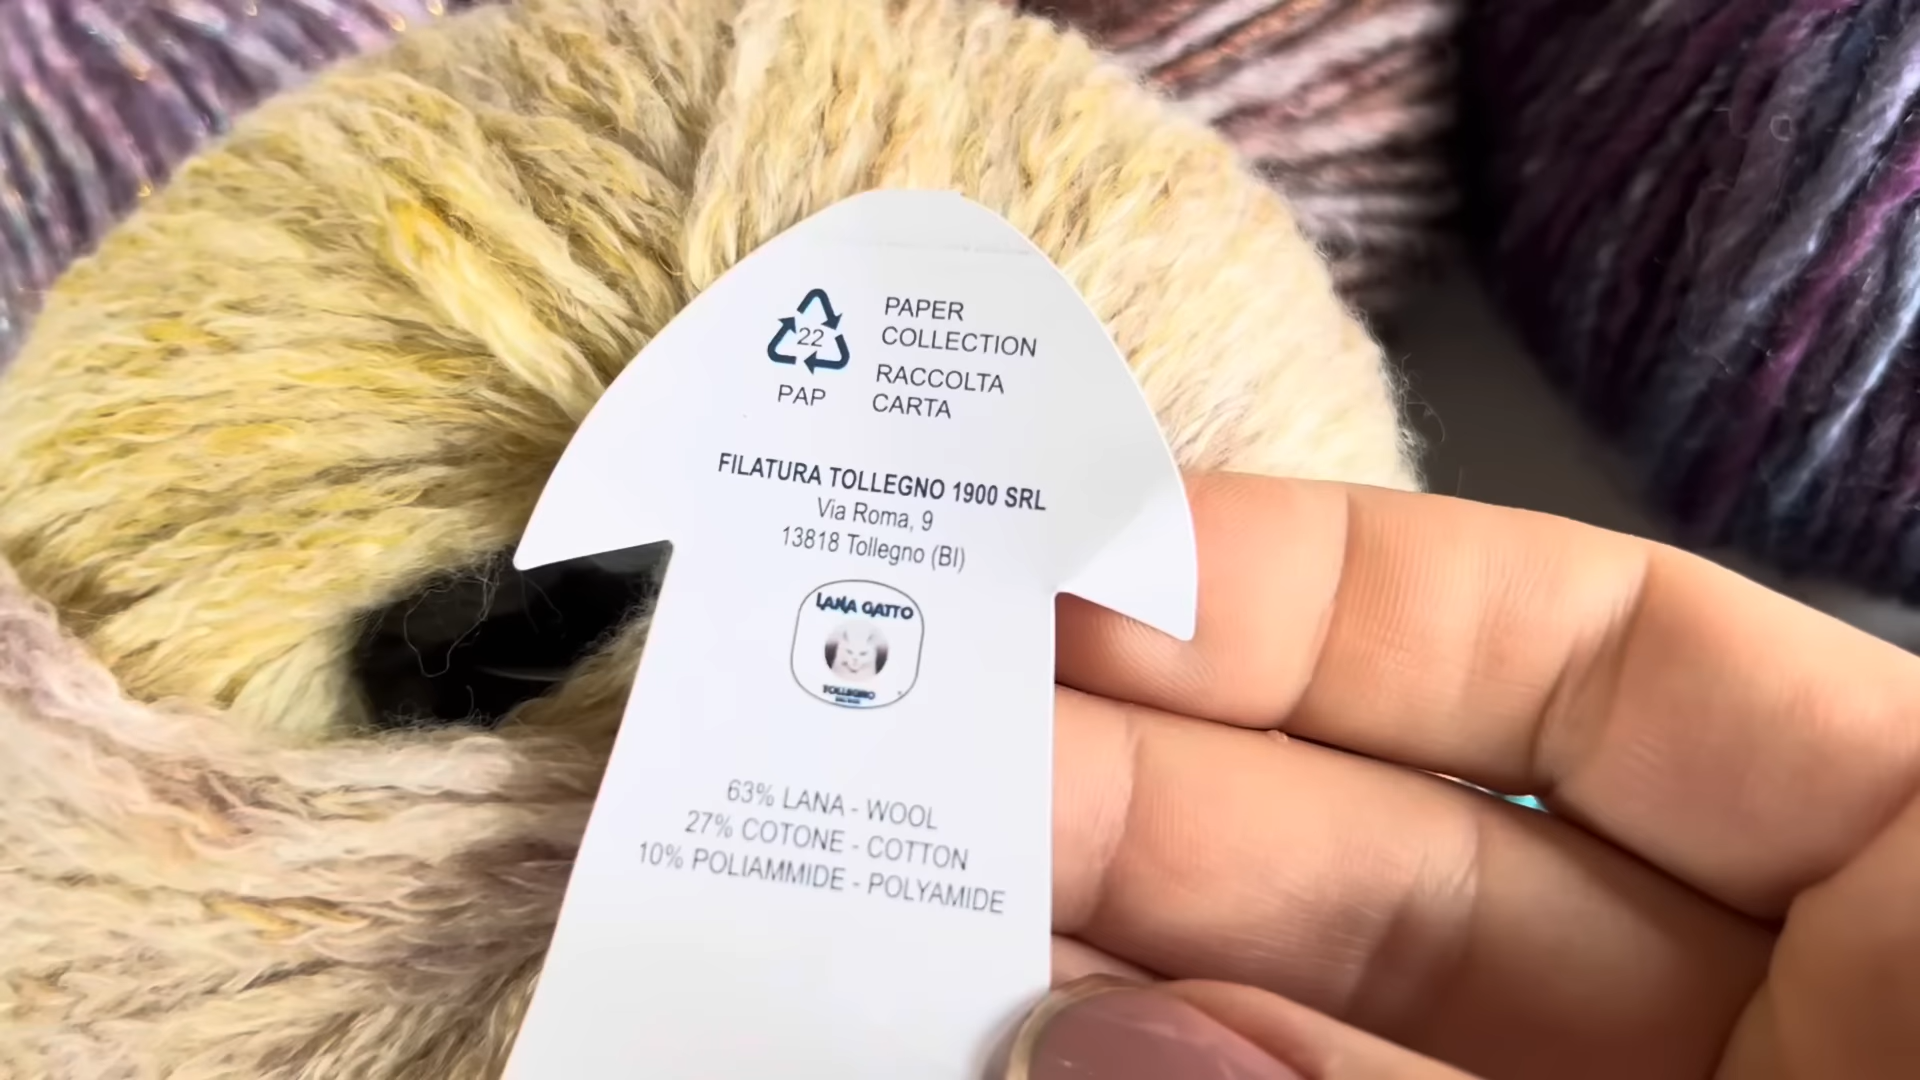 22
PAP
PAPER
COLLECTION
RACCOLTA
CARTA
FILATURA TOLLEGNO 1900 SRL
Via Roma, 9
13818 Tollegno (BI)
LANA GATTO
TOLLEGNO
63% LANA - WOOL
27% COTONE - COTTON
10% POLIAMMIDE - POLYAMIDE